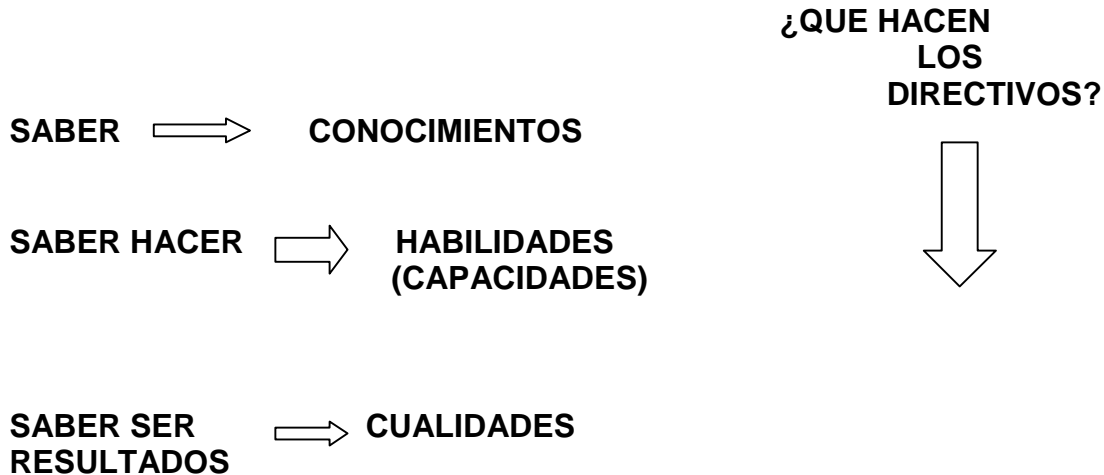 ¿QUE HACEN
LOS
DIRECTIVOS?
SABER CONOCIMIENTOS
SABER HACER HABILIDADES
(CAPACIDADES)
SABER SER CUALIDADES
RESULTADOS